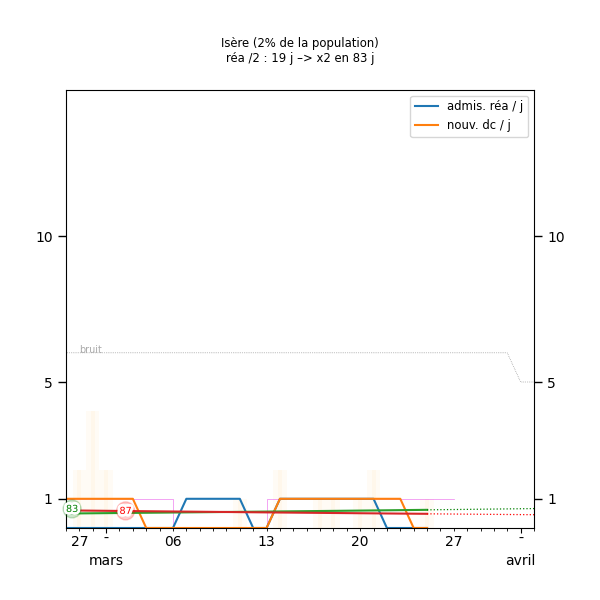 Isère (2% de la population)
réa /2 : 19 j –> x2 en 83 j
admis. réa / j
nouv. dc / j
10
10
bruit
5
5
1
1
83
87
27
-
06
13
20
27
-
mars
avril